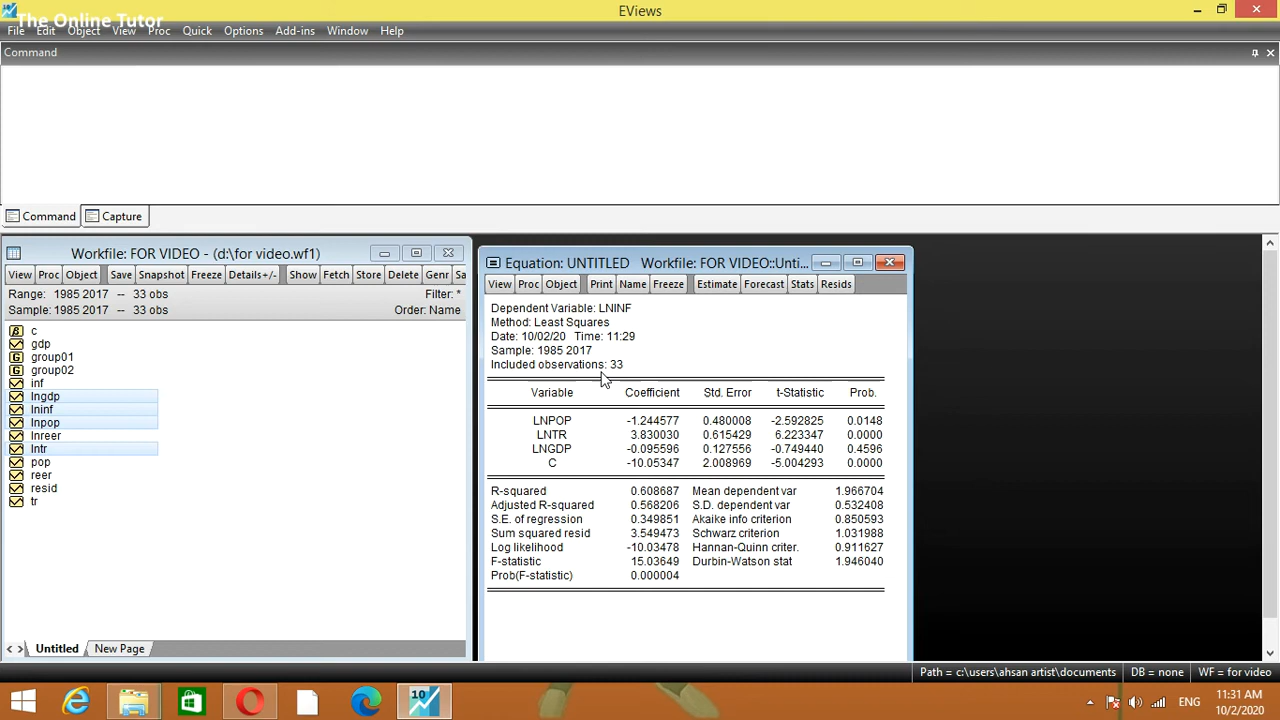 EViews
The Online Tutor
File Edit Object View Proc Quick Options Add-ins Window Help
Command
Command Capture
Workfile: FOR VIDEO - (d:\for video.wf1)
View Proc Object Save Snapshot Freeze Details+/- Show Fetch Store Delete Genr Sa
Range: 1985 2017 -- 33 obs Filter: *
Sample: 1985 2017 -- 33 obs Order: Name
c
gdp
group01
group02
inf
lngdp
lninf
lnpop
lnreer
lntr
pop
reer
resid
tr
Untitled New Page
Equation: UNTITLED Workfile: FOR VIDEO::Unti...
View Proc Object Print Name Freeze Estimate Forecast Stats Resids
Dependent Variable: LNINF
Method: Least Squares
Date: 10/02/20 Time: 11:29
Sample: 1985 2017
Included observations: 33
Variable Coefficient Std. Error t-Statistic Prob.
LNPOP -1.244577 0.480008 -2.592825 0.0148
LNTR 3.830030 0.615429 6.223347 0.0000
LNGDP -0.095596 0.127556 -0.749440 0.4596
C -10.05347 2.008969 -5.004293 0.0000
R-squared 0.608687 Mean dependent var 1.966704
Adjusted R-squared 0.568206 S.D. dependent var 0.532408
S.E. of regression 0.349851 Akaike info criterion 0.850593
Sum squared resid 3.549473 Schwarz criterion 1.031988
Log likelihood -10.03478 Hannan-Quinn criter. 0.911627
F-statistic 15.03649 Durbin-Watson stat 1.946040
Prob(F-statistic) 0.000004
Path = c:\users\ahsan artist\documents DB = none WF = for video
10
ENG
11:31 AM
10/2/2020